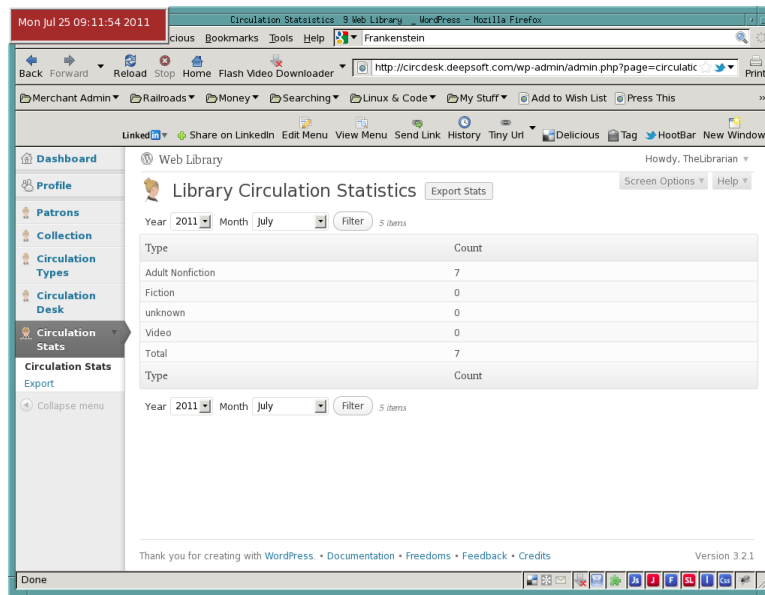 Mon Jul 25 09:11:54 2011
Circulation Statsistics 9 Web Library _ WordPress - Mozilla Firefox
cious Bookmarks Tools Help Frankenstein
Back Forward Reload Stop Home Flash Video Downloader http://circdesk.deepsoft.com/wp-admin/admin.php?page=circulatic Print
Merchant Admin Railroads Money Searching Linux & Code My Stuff Add to Wish List Press This »
Linked in Share on LinkedIn Edit Menu View Menu Send Link History Tiny Url Delicious Tag HootBar New Window
Dashboard
Web Library
Howdy, TheLibrarian
Profile
Library Circulation Statistics Export Stats
Screen Options Help
Patrons
Year 2011 Month July Filter 5 items
Collection
Type Count
Circulation
Types
Adult Nonfiction 7
Fiction 0
Circulation
Desk
unknown 0
Circulation
Stats
Video 0
Total 7
Circulation Stats
Type Count
Export
Collapse menu
Year 2011 Month July Filter 5 items
Thank you for creating with WordPress. • Documentation • Freedoms • Feedback • Credits
Version 3.2.1
Done
Js J F SL I Css